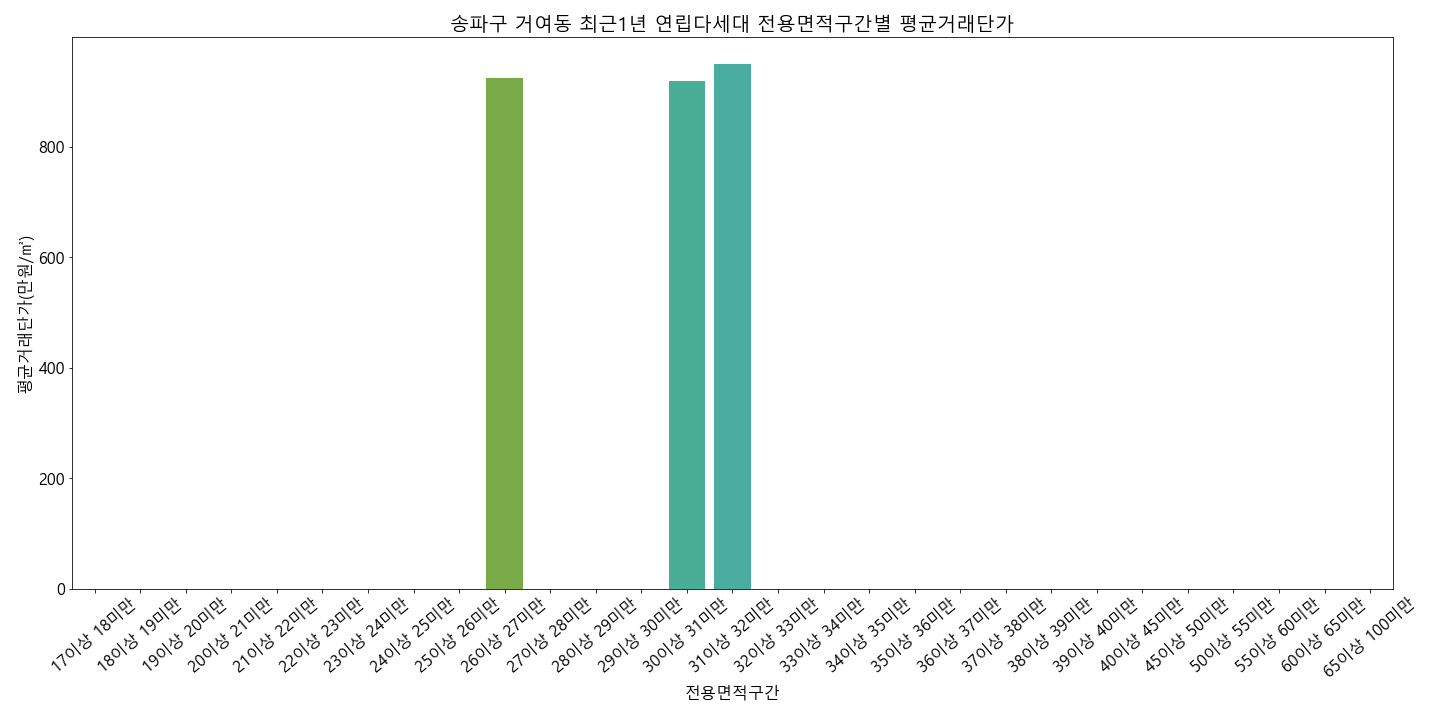 송파구 거여동 최근1년 연립다세대 전용면적구간별 평균거래단가
평균거래단가(만원/㎡)
800
600
400
200
0
17이상 18미만
18이상 19미만
19이상 20미만
20이상 21미만
21이상 22미만
22이상 23미만
23이상 24미만
24이상 25미만
25이상 26미만
26이상 27미만
27이상 28미만
28이상 29미만
29이상 30미만
30이상 31미만
31이상 32미만
32이상 33미만
33이상 34미만
34이상 35미만
35이상 36미만
36이상 37미만
37이상 38미만
38이상 39미만
39이상 40미만
40이상 45미만
45이상 50미만
50이상 55미만
55이상 60미만
60이상 65미만
65이상 100미만
전용면적구간